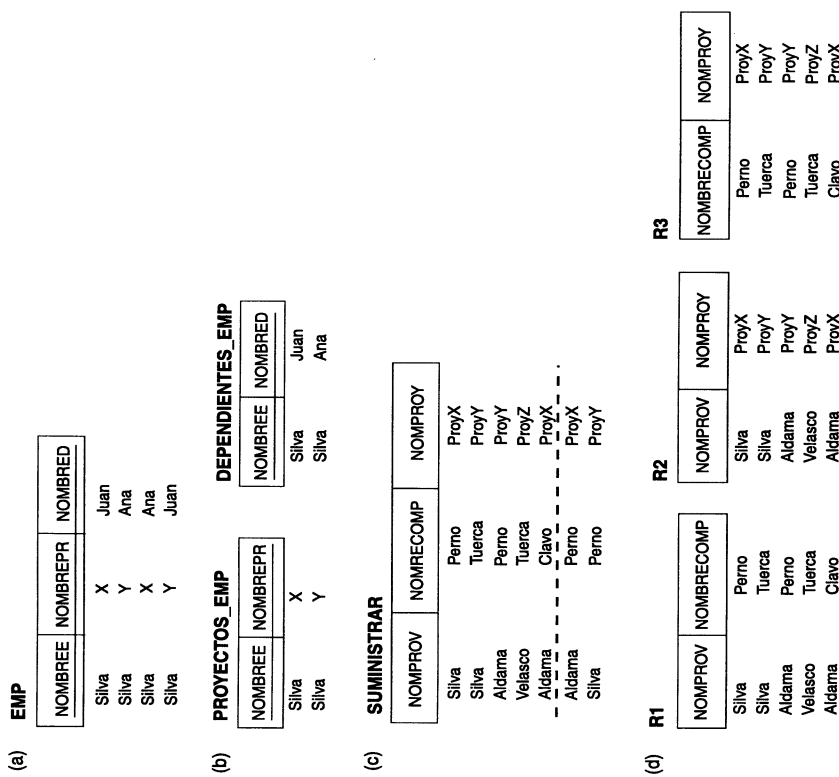 (a)
EMP
NOMBREE NOMBREPR NOMBRED
Silva X Juan
Silva Y Ana
Silva X Ana
Silva Y Juan
(b)
PROYECTOS_EMP
NOMBREE NOMBREPR
Silva X
Silva Y
DEPENDIENTES_EMP
NOMBREE NOMBRED
Silva Juan
Silva Ana
(c)
SUMINISTRAR
NOMPROV NOMRECOMP NOMPROY
Silva Perno ProyX
Silva Tuerca ProyY
Aldama Perno ProyY
Velasco Tuerca ProyZ
Aldama Clavo ProyX
Aldama Perno ProyX
Silva Perno ProyY
(d)
R1
NOMPROV NOMBRECOMP
Silva Perno
Silva Tuerca
Aldama Perno
Velasco Tuerca
Aldama Clavo
R2
NOMPROV NOMPROY
Silva ProyX
Silva ProyY
Aldama ProyY
Velasco ProyZ
Aldama ProyX
R3
NOMBRECOMP NOMPROY
Perno ProyX
Tuerca ProyY
Perno ProyY
Tuerca ProyZ
Clavo ProyX